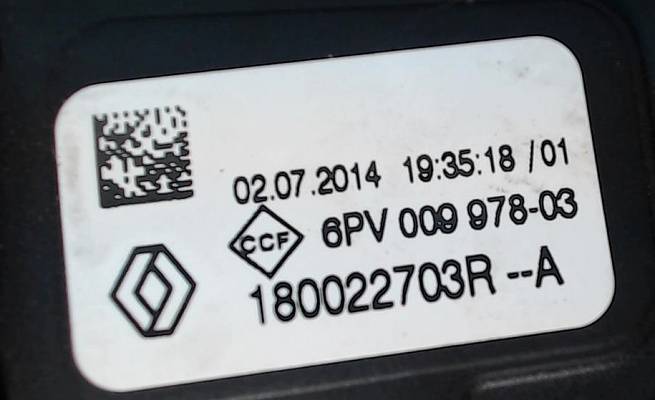 02.07.2014 19:35:18 /01
CCF 6PV 009 978-03
180022703R --A